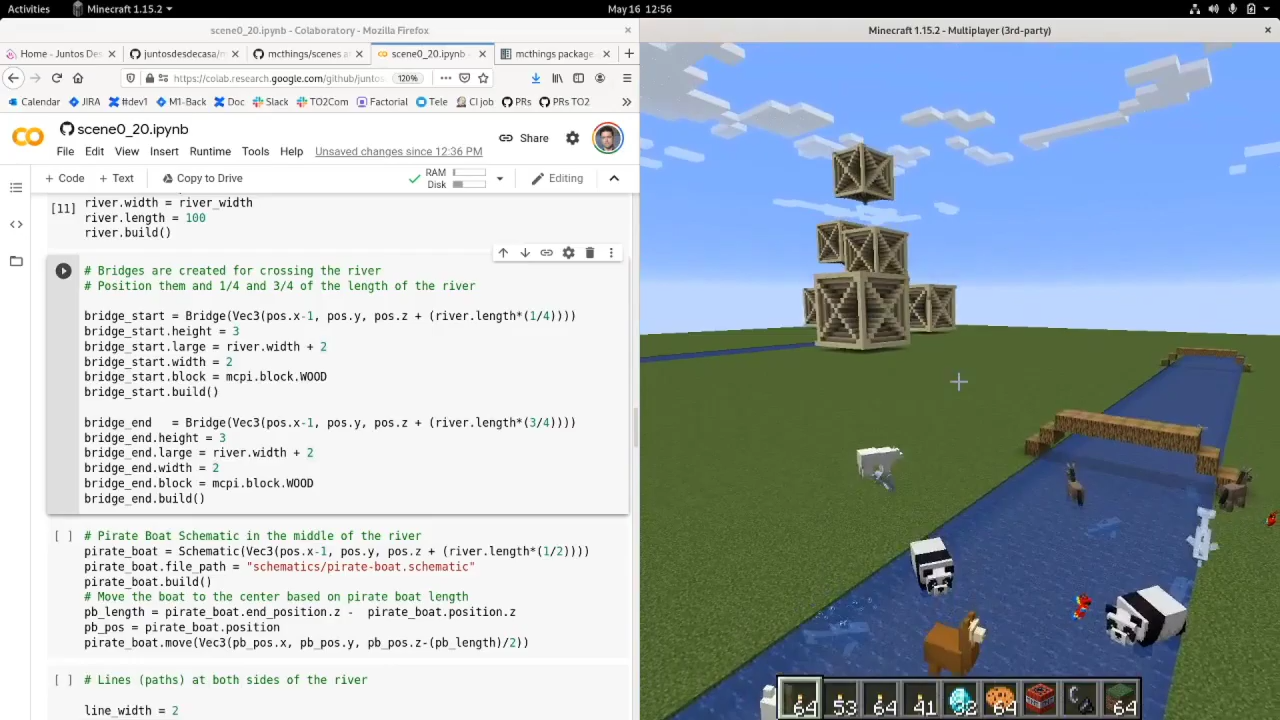 Activities
Minecraft 1.15.2
May 16 12:56
scene0_20.ipynb - Colaboratory - Mozilla Firefox
Minecraft 1.15.2 - Multiplayer (3rd-party)
Home - Juntos Des
juntosdesdecasa/m
mcthings/scenes a
scene0_20.ipynb -
mcthings package
https://colab.research.google.com/github/juntos
120%
Calendar
JIRA
#dev1
M1-Back
Doc
Slack
TO2Com
Factorial
Tele
CI job
PRs
PRs TO2
scene0_20.ipynb
Share
File
Edit
View
Insert
Runtime
Tools
Help
Unsaved changes since 12:36 PM
+ Code
+ Text
Copy to Drive
RAM
Disk
Editing
river.width = river_width
[11]
river.length = 100
river.build()
# Bridges are created for crossing the river
# Position them and 1/4 and 3/4 of the length of the river
bridge_start = Bridge(Vec3(pos.x-1, pos.y, pos.z + (river.length*(1/4))))
bridge_start.height = 3
bridge_start.large = river.width + 2
bridge_start.width = 2
bridge_start.block = mcpi.block.WOOD
bridge_start.build()
bridge_end   = Bridge(Vec3(pos.x-1, pos.y, pos.z + (river.length*(3/4))))
bridge_end.height = 3
bridge_end.large = river.width + 2
bridge_end.width = 2
bridge_end.block = mcpi.block.WOOD
bridge_end.build()
[ ]
# Pirate Boat Schematic in the middle of the river
pirate_boat = Schematic(Vec3(pos.x-1, pos.y, pos.z + (river.length*(1/2))))
pirate_boat.file_path = "schematics/pirate-boat.schematic"
pirate_boat.build()
# Move the boat to the center based on pirate boat length
pb_length = pirate_boat.end_position.z -  pirate_boat.position.z
pb_pos = pirate_boat.position
pirate_boat.move(Vec3(pb_pos.x, pb_pos.y, pb_pos.z-(pb_length)/2))
[ ]
# Lines (paths) at both sides of the river
line_width = 2
64
53
64
41
64
64